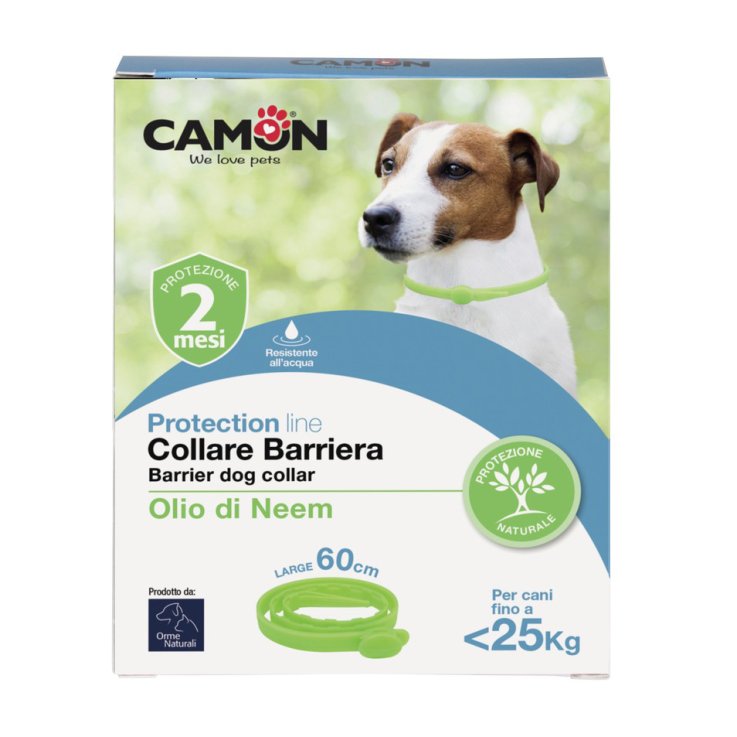 CAMON
CAMON®
We love pets
PROTEZIONE
2
mesi
Resistente
all'acqua
Protection line
Collare Barriera
Barrier dog collar
Olio di Neem
PROTEZIONE
NATURALE
LARGE 60cm
Prodotto da:
Orme
Naturali
Per cani
fino a
<25Kg